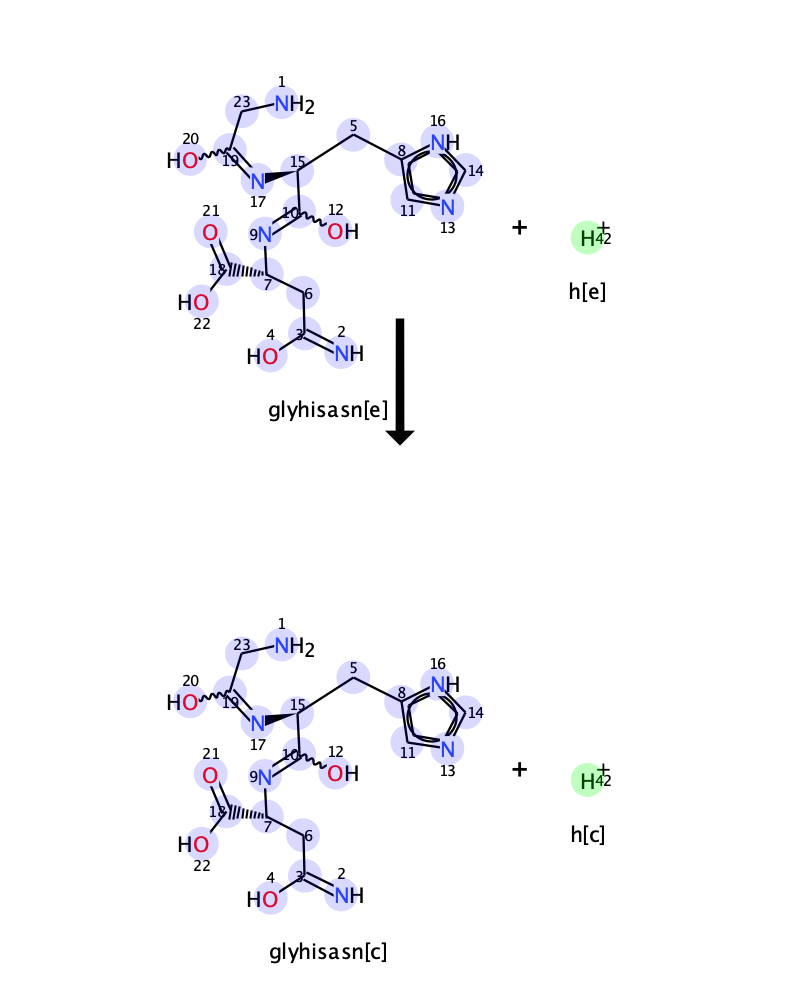 1
23 NH2
5 16
20 NH
HO 19 15 8 14
N
17
21 10 12 11 N
O 9N OH 13 + H42+
18 7
HO 6 h[e]
22 4 3 2
HO NH
glyhisasn[e]
1
23 NH2
5 16
20 NH
HO 19 15 8 14
N
17
21 10 12 11 N
O 9N OH 13 + H42+
18 7
HO 6 h[c]
22 4 3 2
HO NH
glyhisasn[c]